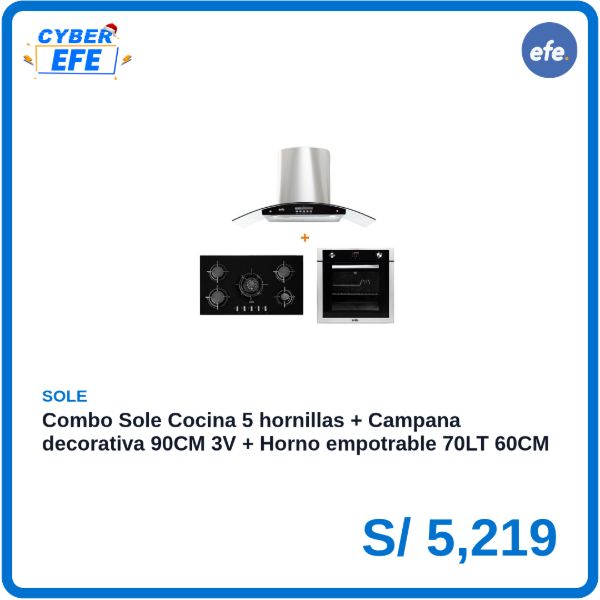 CYBER
EFE
efe.
SOLE
Combo Sole Cocina 5 hornillas + Campana
decorativa 90CM 3V + Horno empotrable 70LT 60CM
S/ 5,219